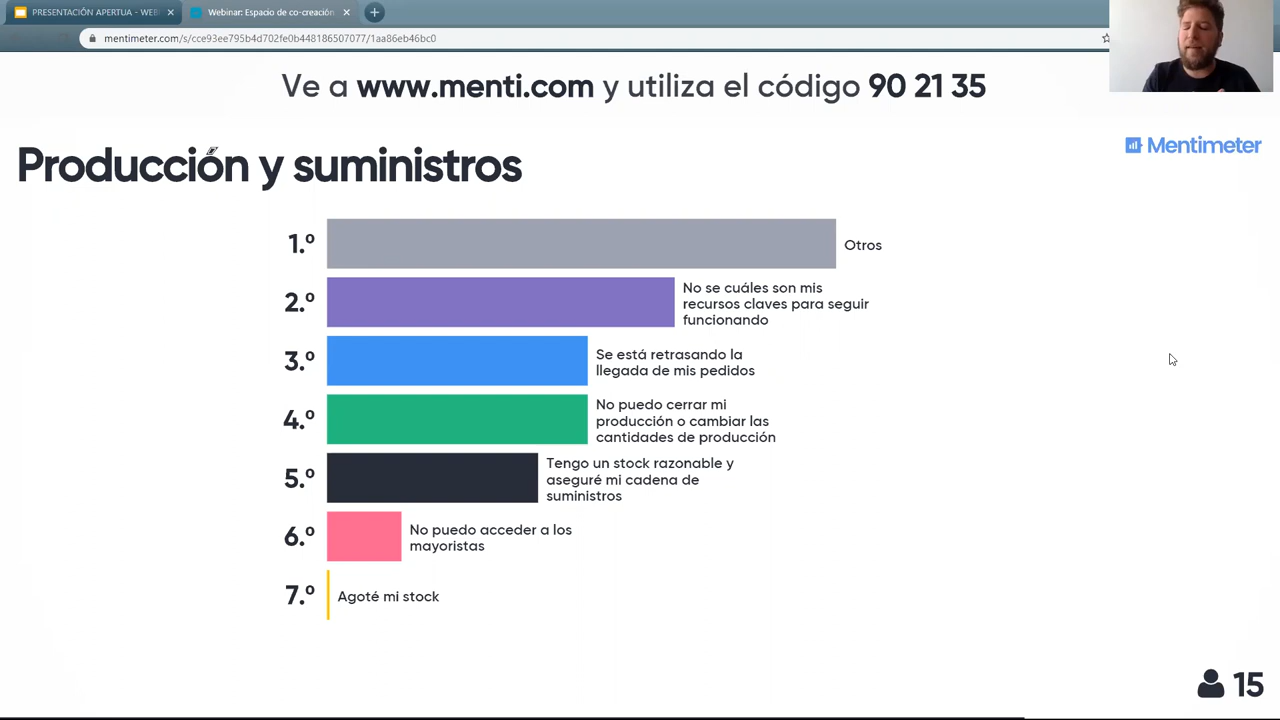 PRESENTACIÓN APERTUA - WEB
Webinar: Espacio de co-creación
mentimeter.com/s/cce93ee795b4d702fe0b448186507077/1aa86eb46bc0
Ve a www.menti.com y utiliza el código 90 21 35
Mentimeter
Producción y suministros
1.º
Otros
2.º
No se cuáles son mis
recursos claves para seguir
funcionando
3.º
Se está retrasando la
llegada de mis pedidos
4.º
No puedo cerrar mi
producción o cambiar las
cantidades de producción
5.º
Tengo un stock razonable y
aseguré mi cadena de
suministros
6.º
No puedo acceder a los
mayoristas
7.º
Agoté mi stock
15